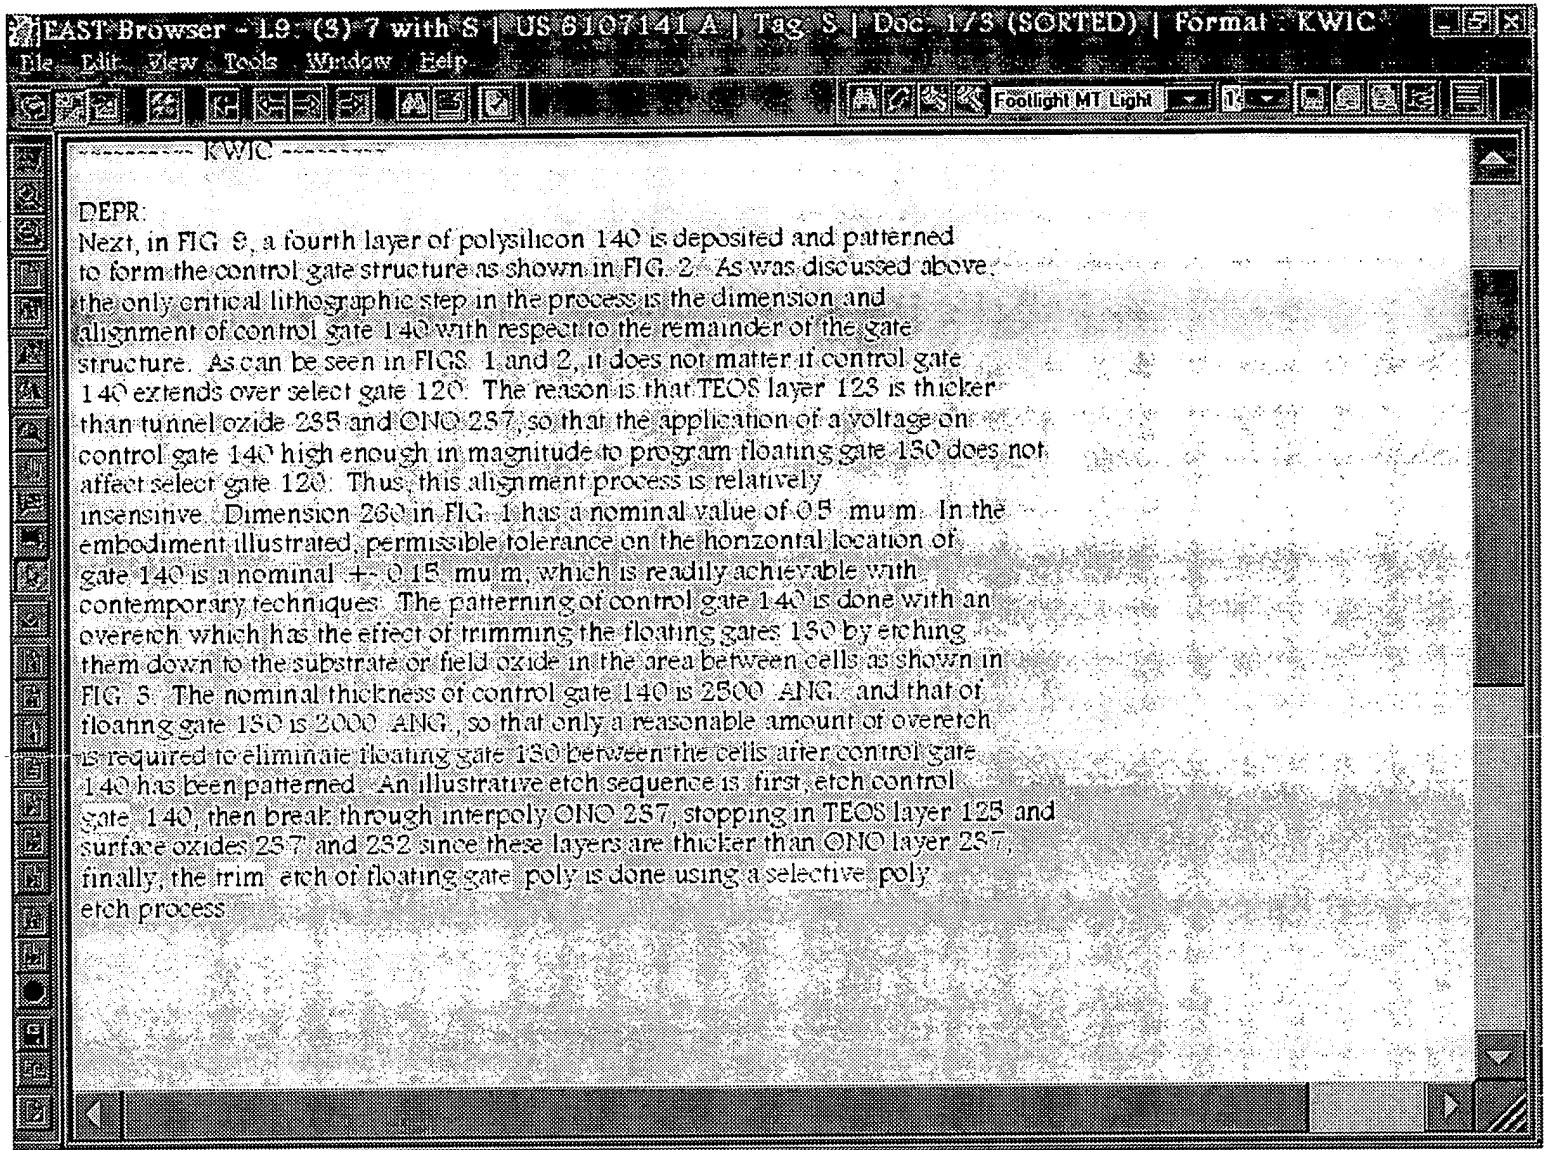 EAST Browser - L9: (3) 7 with 8 | US 6107141 A | Tag: S | Doc: 1/3 (SORTED) | Format : KWIC
File Edit View Tools Window Help
Footlight MT Light
---------- KWIC ----------
DEPR:
Next, in FIG. 8, a fourth layer of polysilicon 140 is deposited and patterned
to form the control gate structure as shown in FIG. 2. As was discussed above,
the only critical lithographic step in the process is the dimension and
alignment of control gate 140 with respect to the remainder of the gate
structure. As can be seen in FIGS. 1 and 2, it does not matter if control gate
140 extends over select gate 120. The reason is that TEOS layer 123 is thicker
than tunnel oxide 235 and ONO 237, so that the application of a voltage on
control gate 140 high enough in magnitude to program floating gate 130 does not
affect select gate 120. Thus, this alignment process is relatively
insensitive. Dimension 260 in FIG. 1 has a nominal value of 0.5 .mu.m. In the
embodiment illustrated, permissible tolerance on the horizontal location of
gate 140 is a nominal .+-.0.15 .mu.m, which is readily achievable with
contemporary techniques. The patterning of control gate 140 is done with an
overetch which has the effect of trimming the floating gates 130 by etching
them down to the substrate or field oxide in the area between cells as shown in
FIG. 3. The nominal thickness of control gate 140 is 2500 .ANG. and that of
floating gate 130 is 2000 .ANG., so that only a reasonable amount of overetch
is required to eliminate floating gate 130 between the cells after control gate
140 has been patterned. An illustrative etch sequence is: first, etch control
gate 140, then break through interpoly ONO 237, stopping in TEOS layer 123 and
surface oxides 237' and 232 since these layers are thicker than ONO layer 237;
finally, the trim etch of floating gate poly is done using a selective poly
etch process.